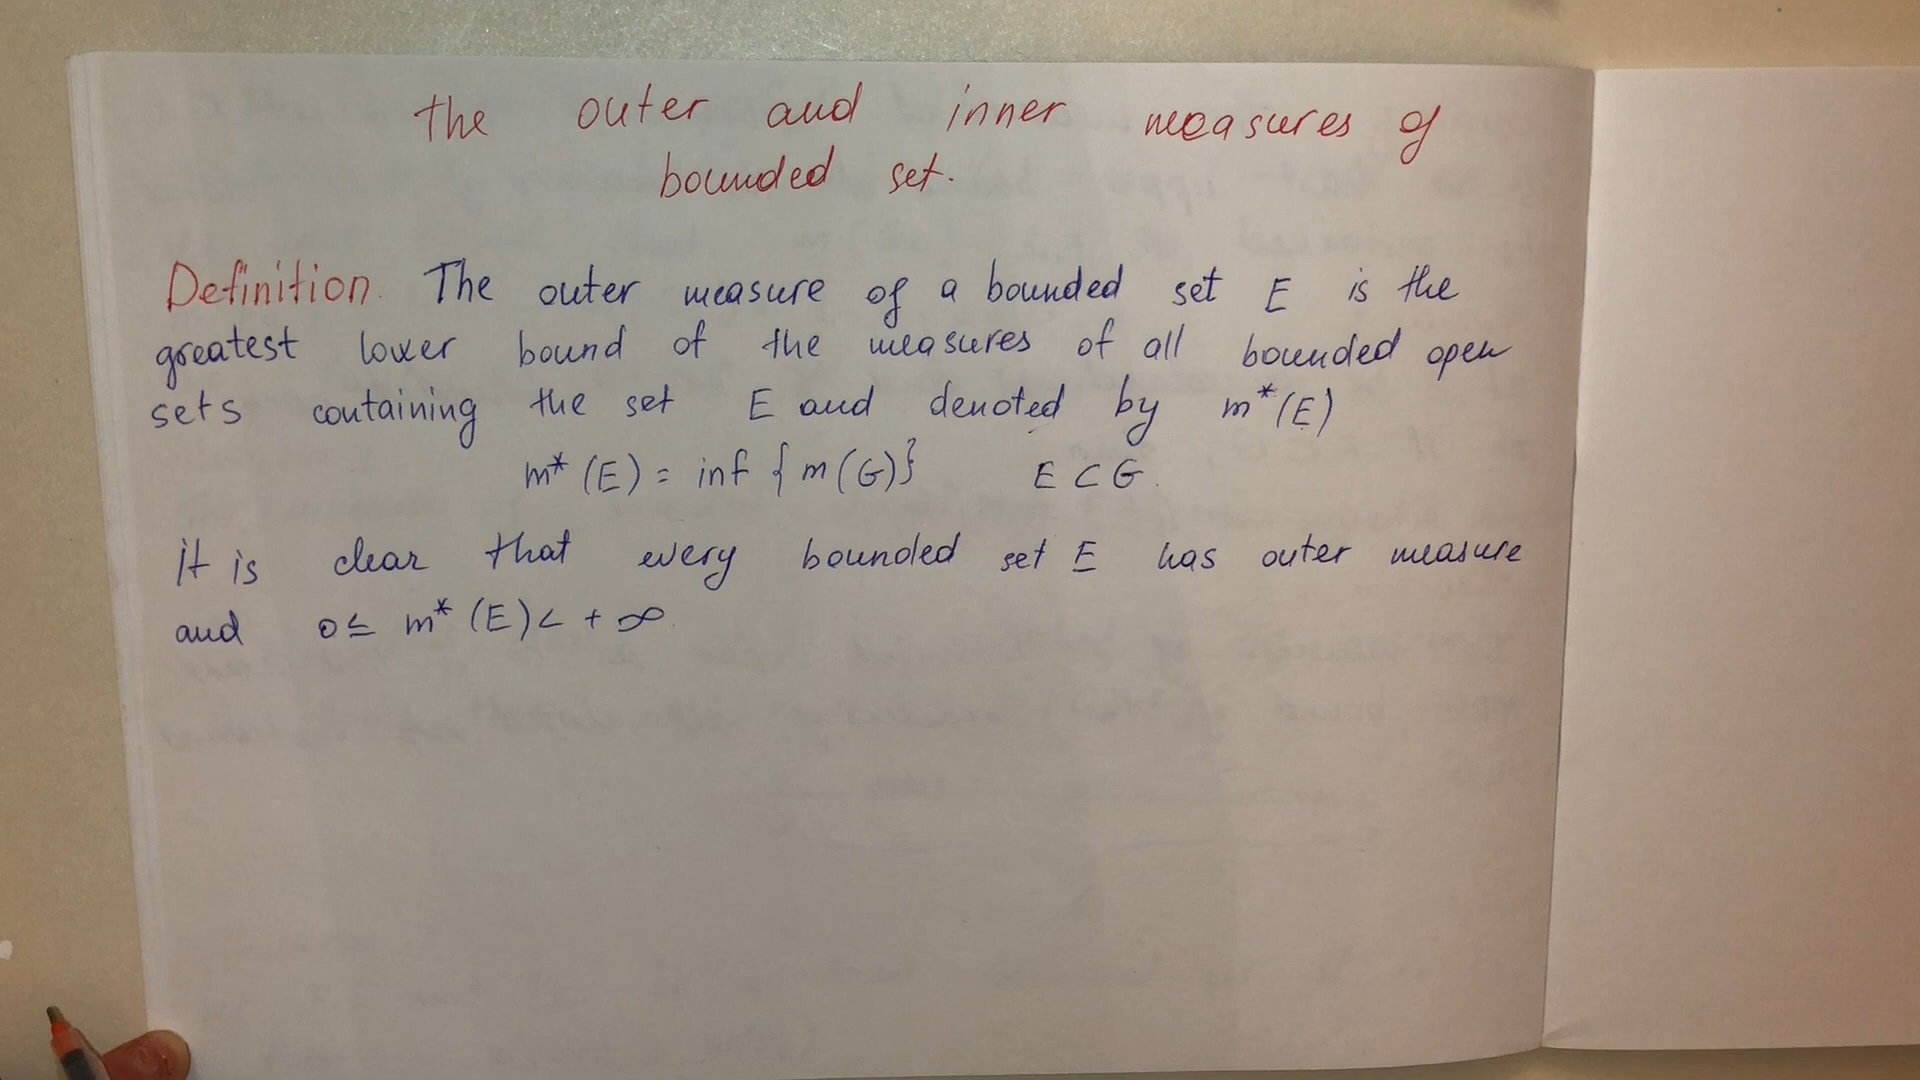 The outer and inner measures of
bounded set.
Definition. The outer measure of a bounded set E is the
greatest lower bound of the measures of all bounded open
sets containing the set E and denoted by m*(E)
m*(E) = inf {m(G)} E ⊂ G.
it is clear that every bounded set E has outer measure
and 0 ≤ m*(E) < + ∞.